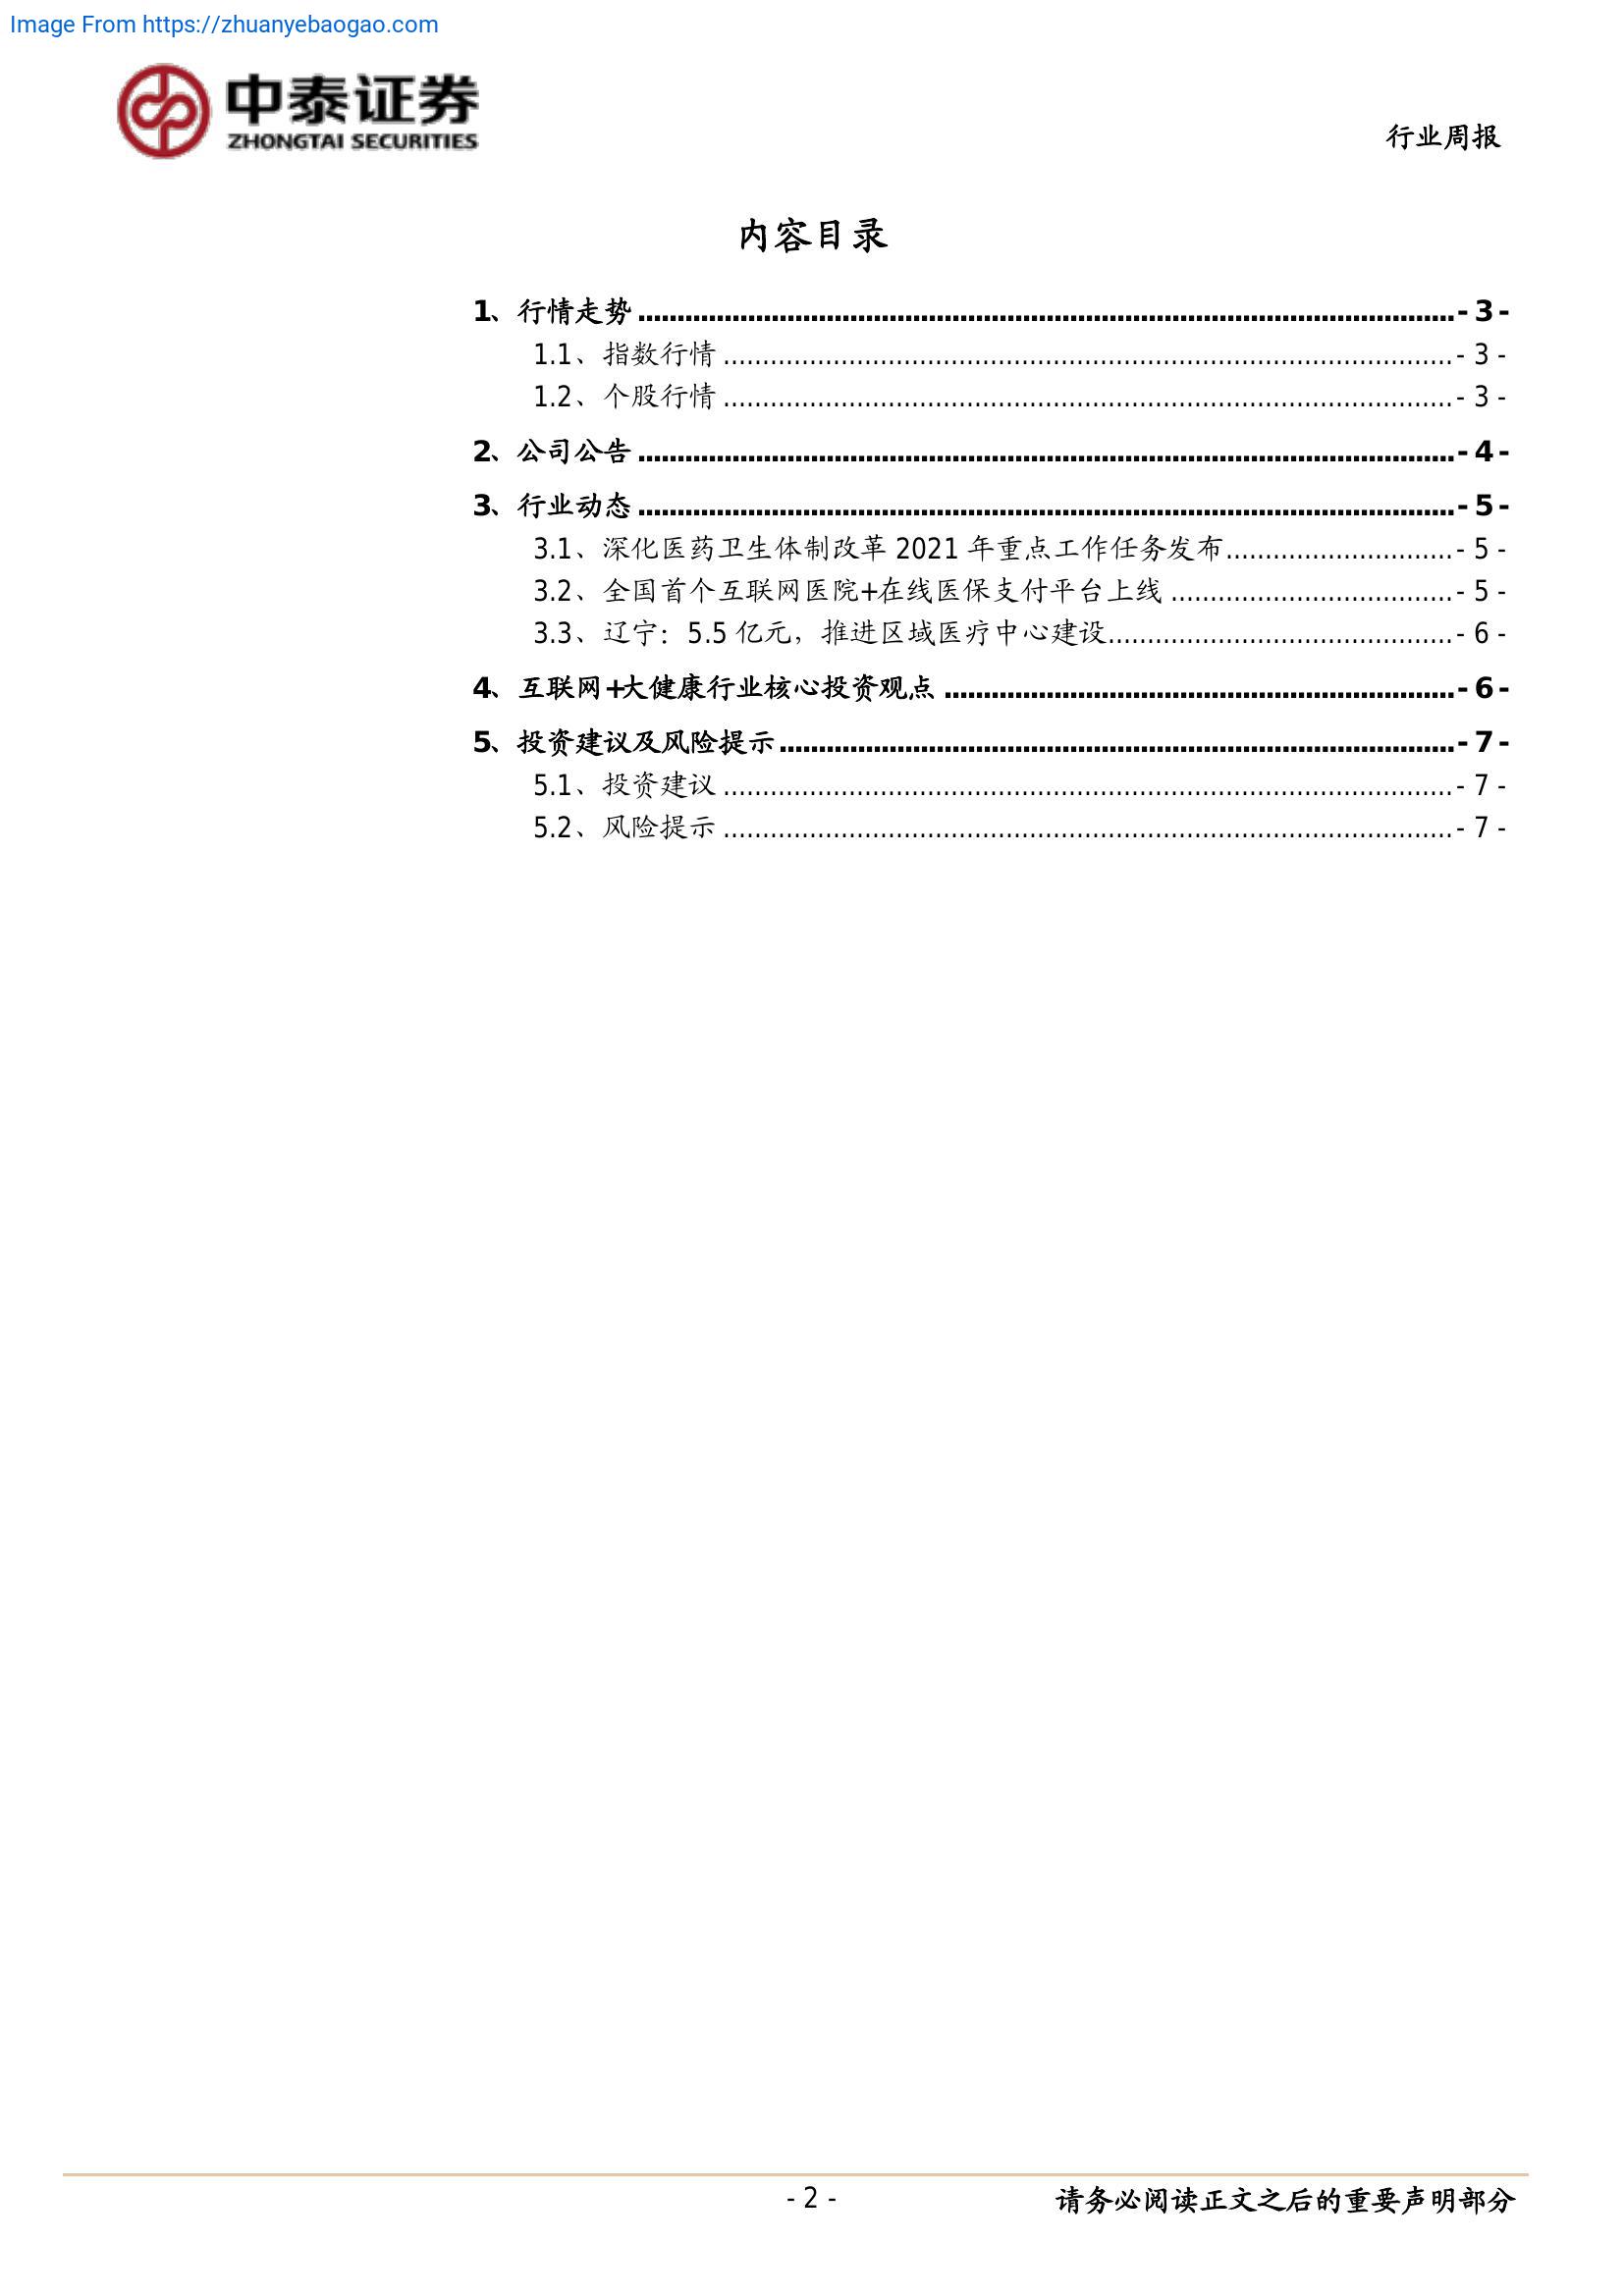 Image From https://zhuanyebaogao.com
中泰证券
ZHONGTAI SECURITIES
行业周报
内容目录
1、行情走势 ........................................................................................................ - 3 -
1.1、指数行情 ............................................................................................. - 3 -
1.2、个股行情 ............................................................................................. - 3 -
2、公司公告 ........................................................................................................ - 4 -
3、行业动态 ........................................................................................................ - 5 -
3.1、深化医药卫生体制改革 2021 年重点工作任务发布............................. - 5 -
3.2、全国首个互联网医院+在线医保支付平台上线 .................................... - 5 -
3.3、辽宁：5.5 亿元，推进区域医疗中心建设............................................ - 6 -
4、互联网+大健康行业核心投资观点 ................................................................. - 6 -
5、投资建议及风险提示...................................................................................... - 7 -
5.1、投资建议 ............................................................................................. - 7 -
5.2、风险提示 ............................................................................................. - 7 -
- 2 -
请务必阅读正文之后的重要声明部分